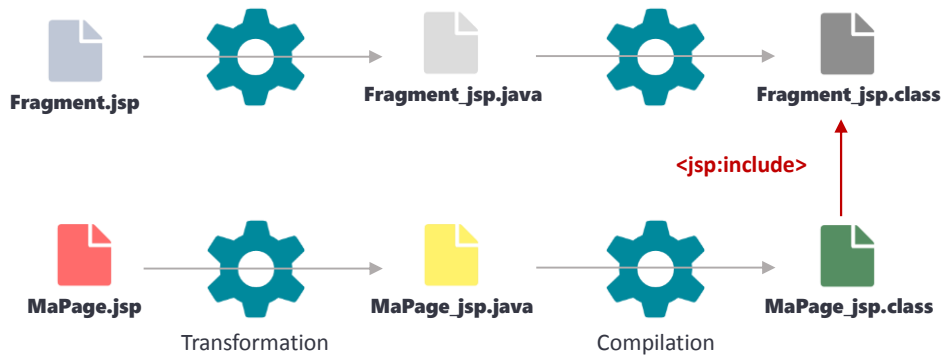 Fragment.jsp
Fragment_jsp.java
Fragment_jsp.class
<jsp:include>
MaPage.jsp
MaPage_jsp.java
MaPage_jsp.class
Transformation
Compilation